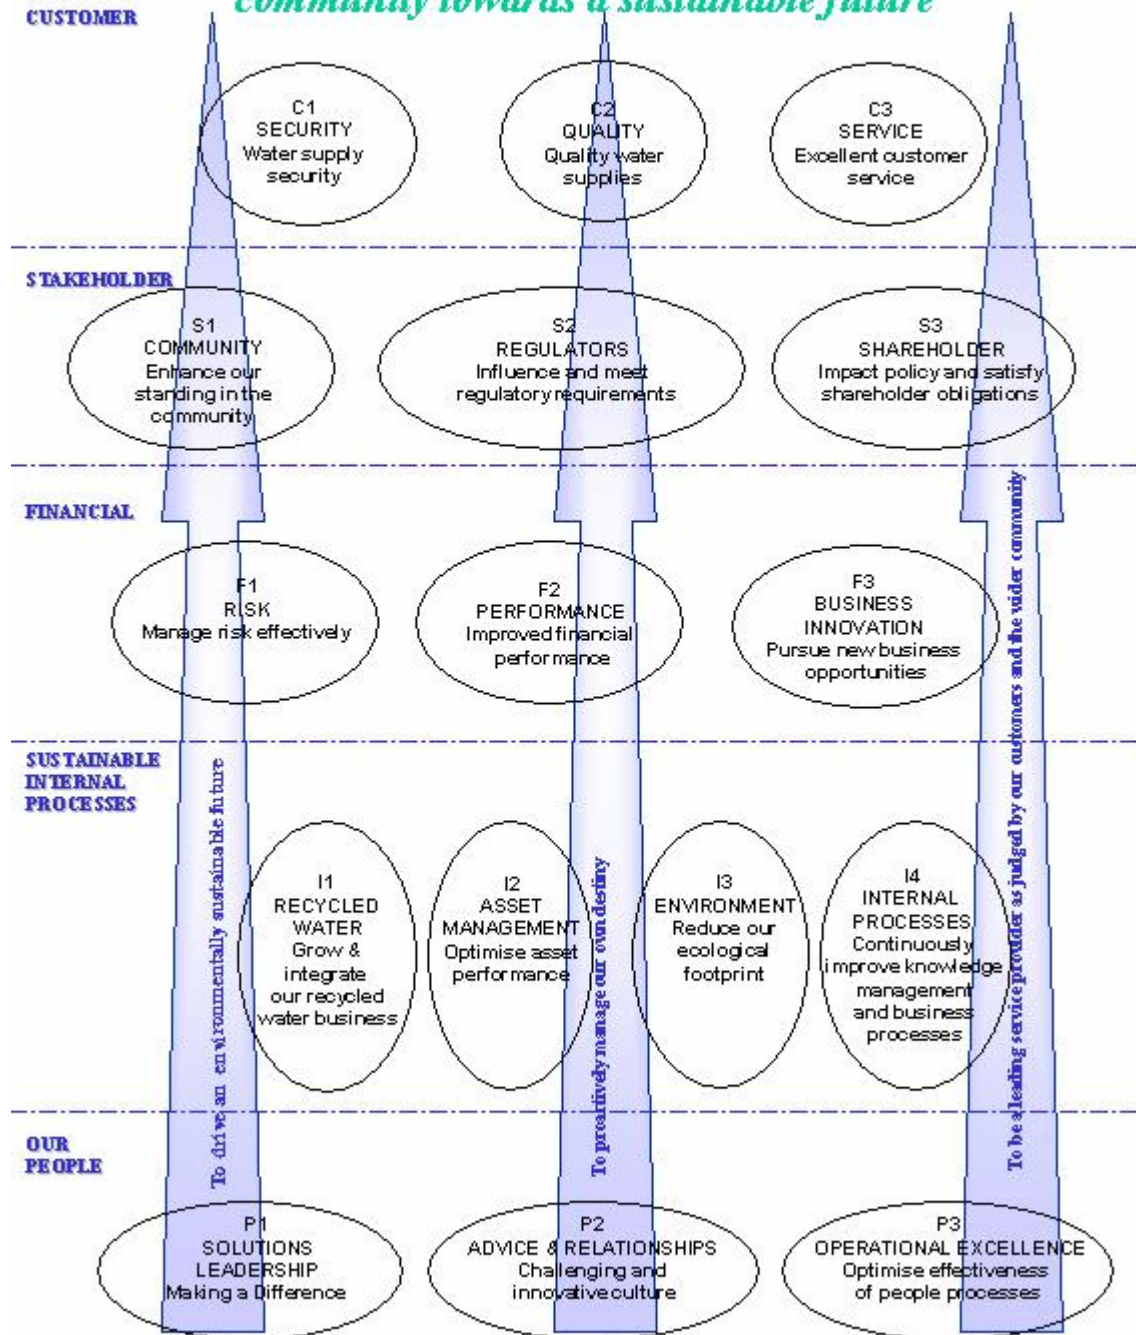 community towards a sustainable future
CUSTOMER
C1
SECURITY
Water supply
security
C2
QUALITY
Quality water
supplies
C3
SERVICE
Excellent customer
service
STAKEHOLDER
S1
COMMUNITY
Enhance our
standing in the
community
S2
REGULATORS
Influence and meet
regulatory requirements
S3
SHAREHOLDER
Impact policy and satisfy
shareholder obligations
FINANCIAL
F1
RISK
Manage risk effectively
F2
PERFORMANCE
Improved financial
performance
F3
BUSINESS
INNOVATION
Pursue new business
opportunities
SUSTAINABLE
INTERNAL
PROCESSES
To drive an environmentally sustainable future
I1
RECYCLED
WATER
Grow &
integrate
our recycled
water business
I2
ASSET
MANAGEMENT
Optimise asset
performance
To proactively manage our own destiny
I3
ENVIRONMENT
Reduce our
ecological
footprint
I4
INTERNAL
PROCESSES
Continuously
improve knowledge
management
and business
processes
To be a leading service provider as judged by our customers and the wider community
OUR
PEOPLE
P1
SOLUTIONS
LEADERSHIP
Making a Difference
P2
ADVICE & RELATIONSHIPS
Challenging and
innovative culture
P3
OPERATIONAL EXCELLENCE
Optimise effectiveness
of people processes